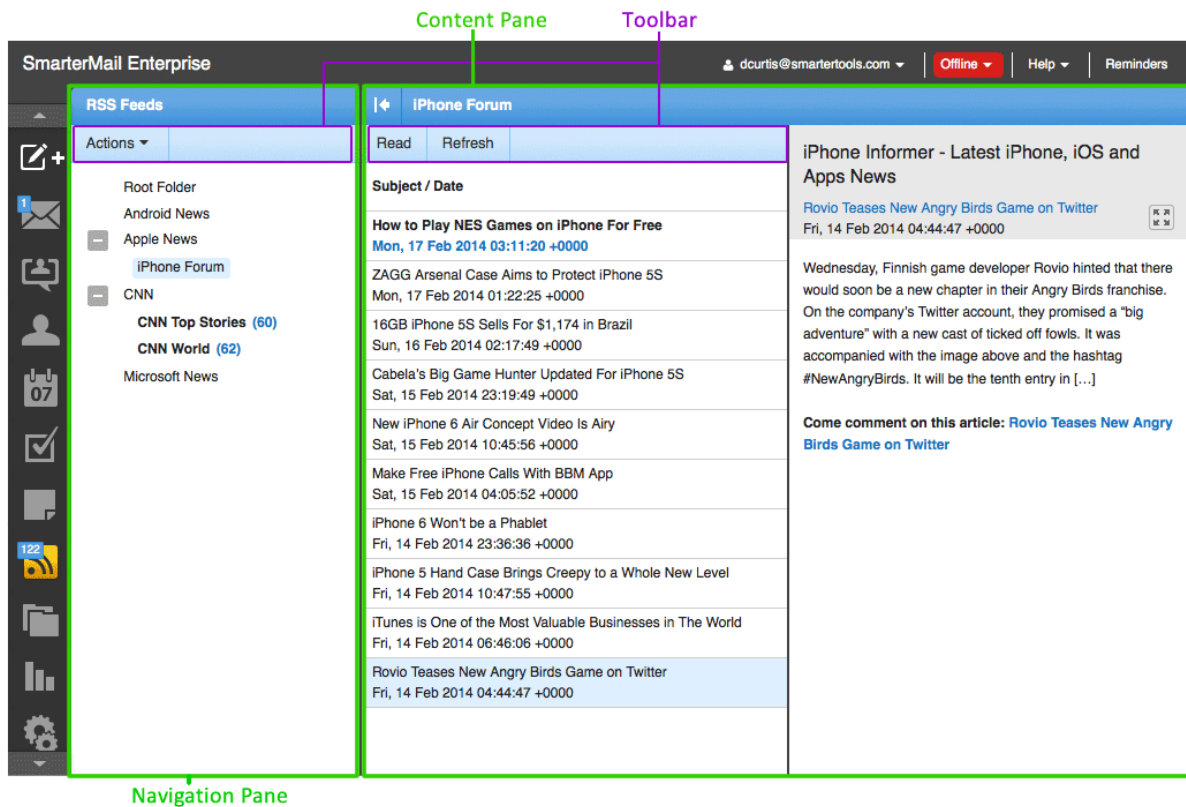 Content Pane
Toolbar
SmarterMail Enterprise
dcurtis@smartertools.com
Offline
Help
Reminders
RSS Feeds
Actions
Root Folder
Android News
Apple News
iPhone Forum
CNN
CNN Top Stories (60)
CNN World (62)
Microsoft News
1
07
122
iPhone Forum
Read
Refresh
Subject / Date
How to Play NES Games on iPhone For Free
Mon, 17 Feb 2014 03:11:20 +0000
ZAGG Arsenal Case Aims to Protect iPhone 5S
Mon, 17 Feb 2014 01:22:25 +0000
16GB iPhone 5S Sells For $1,174 in Brazil
Sun, 16 Feb 2014 02:17:49 +0000
Cabela's Big Game Hunter Updated For iPhone 5S
Sat, 15 Feb 2014 23:19:49 +0000
New iPhone 6 Air Concept Video Is Airy
Sat, 15 Feb 2014 10:45:56 +0000
Make Free iPhone Calls With BBM App
Sat, 15 Feb 2014 04:05:52 +0000
iPhone 6 Won't be a Phablet
Fri, 14 Feb 2014 23:36:36 +0000
iPhone 5 Hand Case Brings Creepy to a Whole New Level
Fri, 14 Feb 2014 10:47:55 +0000
iTunes is One of the Most Valuable Businesses in The World
Fri, 14 Feb 2014 06:46:06 +0000
Rovio Teases New Angry Birds Game on Twitter
Fri, 14 Feb 2014 04:44:47 +0000
iPhone Informer - Latest iPhone, iOS and
Apps News
Rovio Teases New Angry Birds Game on Twitter
Fri, 14 Feb 2014 04:44:47 +0000
Wednesday, Finnish game developer Rovio hinted that there
would soon be a new chapter in their Angry Birds franchise.
On the company's Twitter account, they promised a “big
adventure” with a new cast of ticked off fowls. It was
accompanied with the image above and the hashtag
#NewAngryBirds. It will be the tenth entry in […]
Come comment on this article: Rovio Teases New Angry
Birds Game on Twitter
Navigation Pane